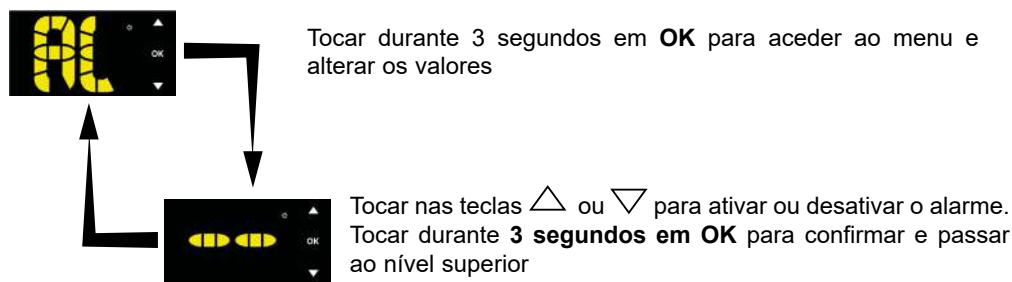 AL
OK
Tocar durante 3 segundos em OK para aceder ao menu e
alterar os valores
--
OK
Tocar nas teclas △ ou ▽ para ativar ou desativar o alarme.
Tocar durante 3 segundos em OK para confirmar e passar
ao nível superior